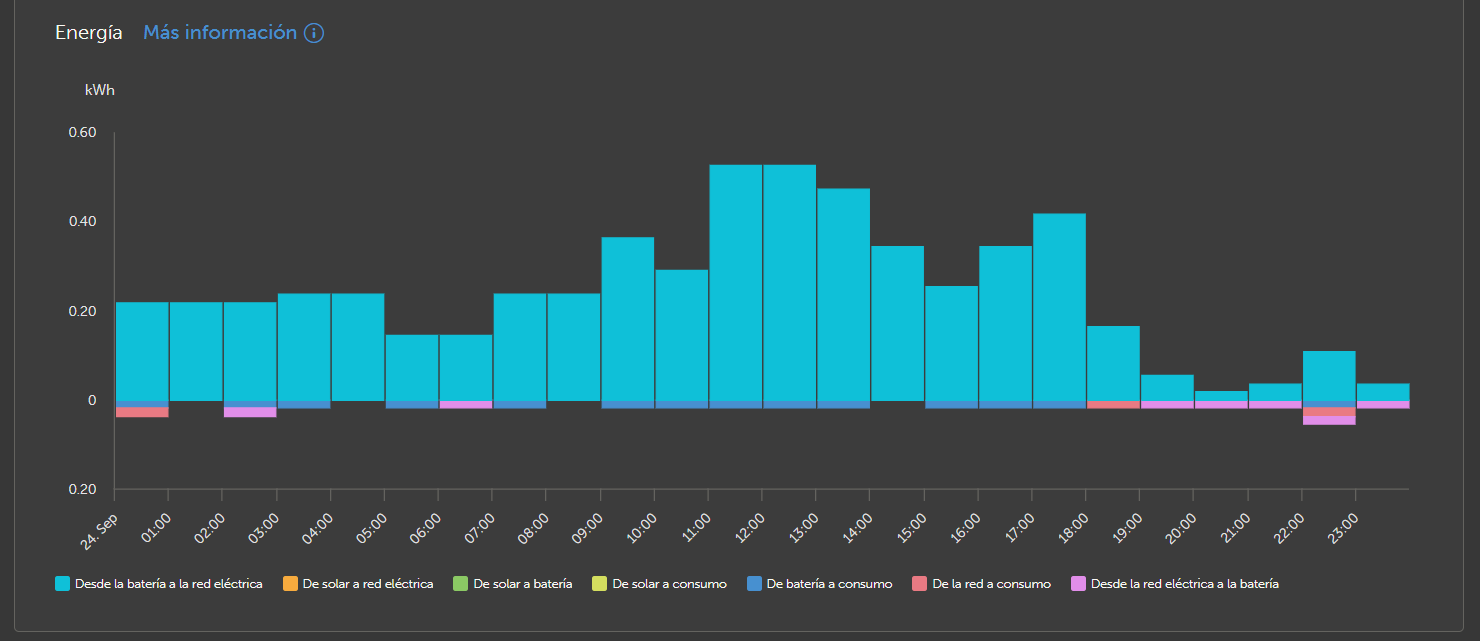 Energía Más información
kWh
0.60
0.40
0.20
0
0.20
24. Sep 01:00 02:00 03:00 04:00 05:00 06:00 07:00 08:00 09:00 10:00 11:00 12:00 13:00 14:00 15:00 16:00 17:00 18:00 19:00 20:00 21:00 22:00 23:00
Desde la batería a la red eléctrica De solar a red eléctrica De solar a batería De solar a consumo De batería a consumo De la red a consumo Desde la red eléctrica a la batería